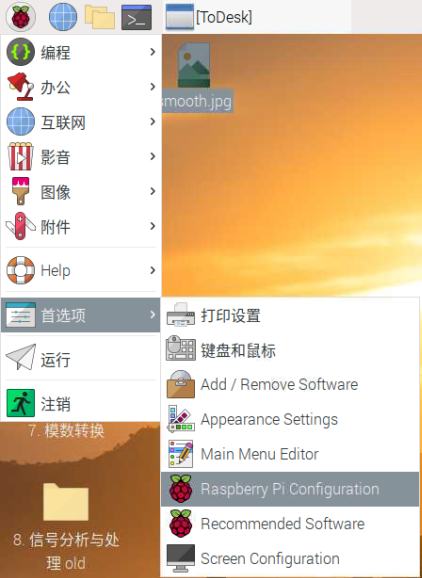 [ToDesk]
编程
办公
互联网
影音
图像
附件
Help
首选项
运行
注销
smooth.jpg
打印设置
键盘和鼠标
Add / Remove Software
Appearance Settings
Main Menu Editor
Raspberry Pi Configuration
Recommended Software
Screen Configuration
7. 模数转换
8. 信号分析与处
理 old